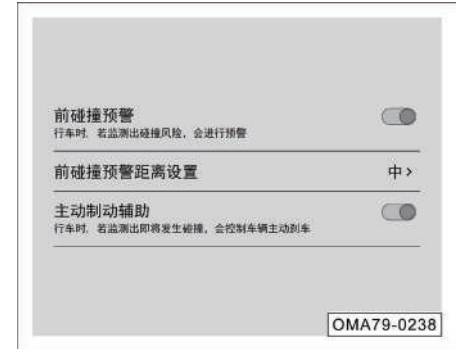 前碰撞预警
行车时，若监测出碰撞风险，会进行预警
前碰撞预警距离设置
中>
主动制动辅助
行车时，若监测出即将发生碰撞，会控制车辆主动刹车
OMA79-0238